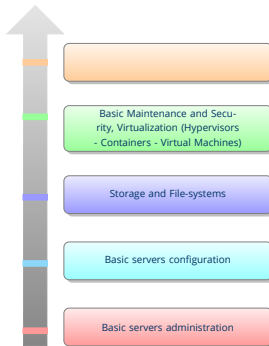 Basic Maintenance and Secu-
rity, Virtualization (Hypervisors
- Containers - Virtual Machines)
Storage and File-systems
Basic servers configuration
Basic servers administration